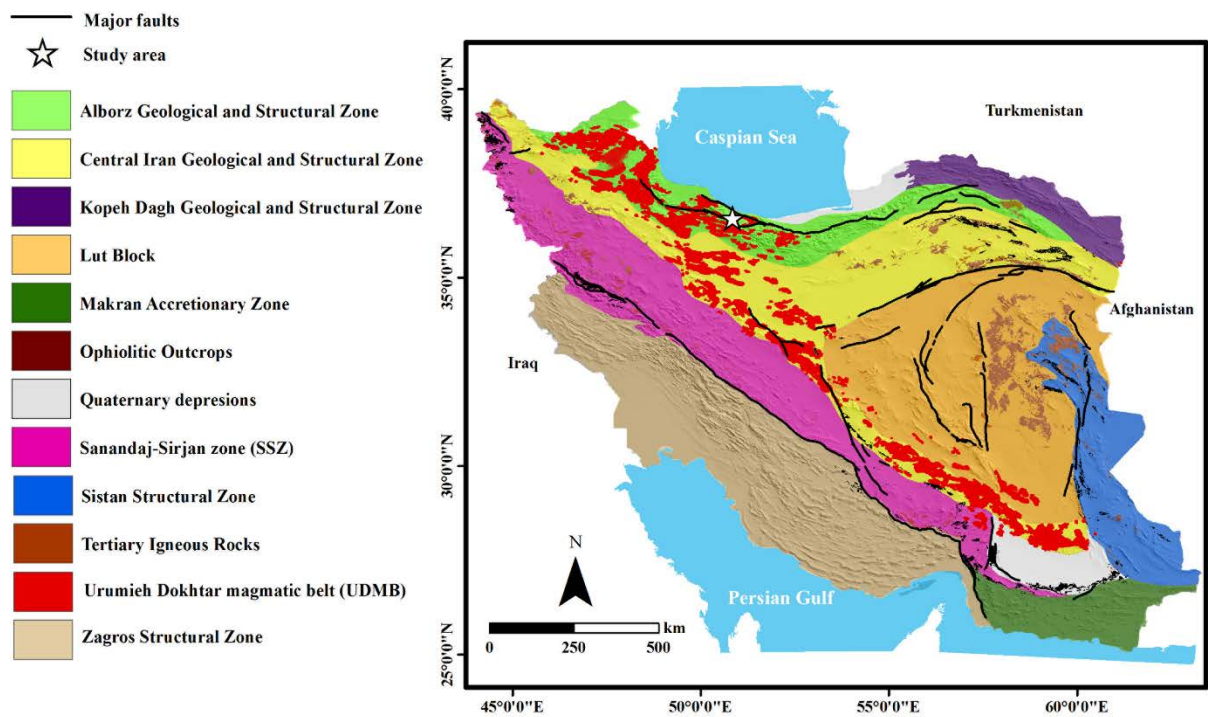 Major faults
Study area
Alborz Geological and Structural Zone
Central Iran Geological and Structural Zone
Kopeh Dagh Geological and Structural Zone
Lut Block
Makran Accretionary Zone
Ophiolitic Outcrops
Quaternary depresions
Sanandaj-Sirjan zone (SSZ)
Sistan Structural Zone
Tertiary Igneous Rocks
Urumieh Dokhtar magmatic belt (UDMB)
Zagros Structural Zone
40°0'0"N
35°0'0"N
30°0'0"N
25°0'0"N
Turkmenistan
Caspian Sea
Afghanistan
Iraq
Persian Gulf
N
km
0 250 500
45°0'0"E 50°0'0"E 55°0'0"E 60°0'0"E